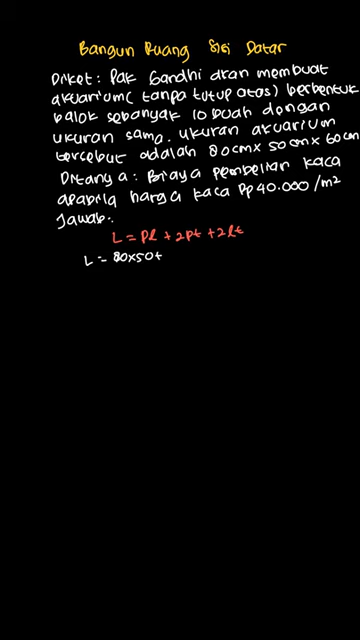 Bangun Ruang Sisi Datar
Diket : Pak Gandhi akan membuat
akuarium ( tanpa tutup atas) berbentuk
balok sebanyak 10 buah dengan
ukuran sama. ukuran akuarium
tersebut adalah 80cm x 50cm x 60cm
Ditanya : Biaya pembelian kaca
apabila harga kaca Rp 40.000 /m²
Jawab :.
L = Pl + 2pt + 2lt
L = 80x50+